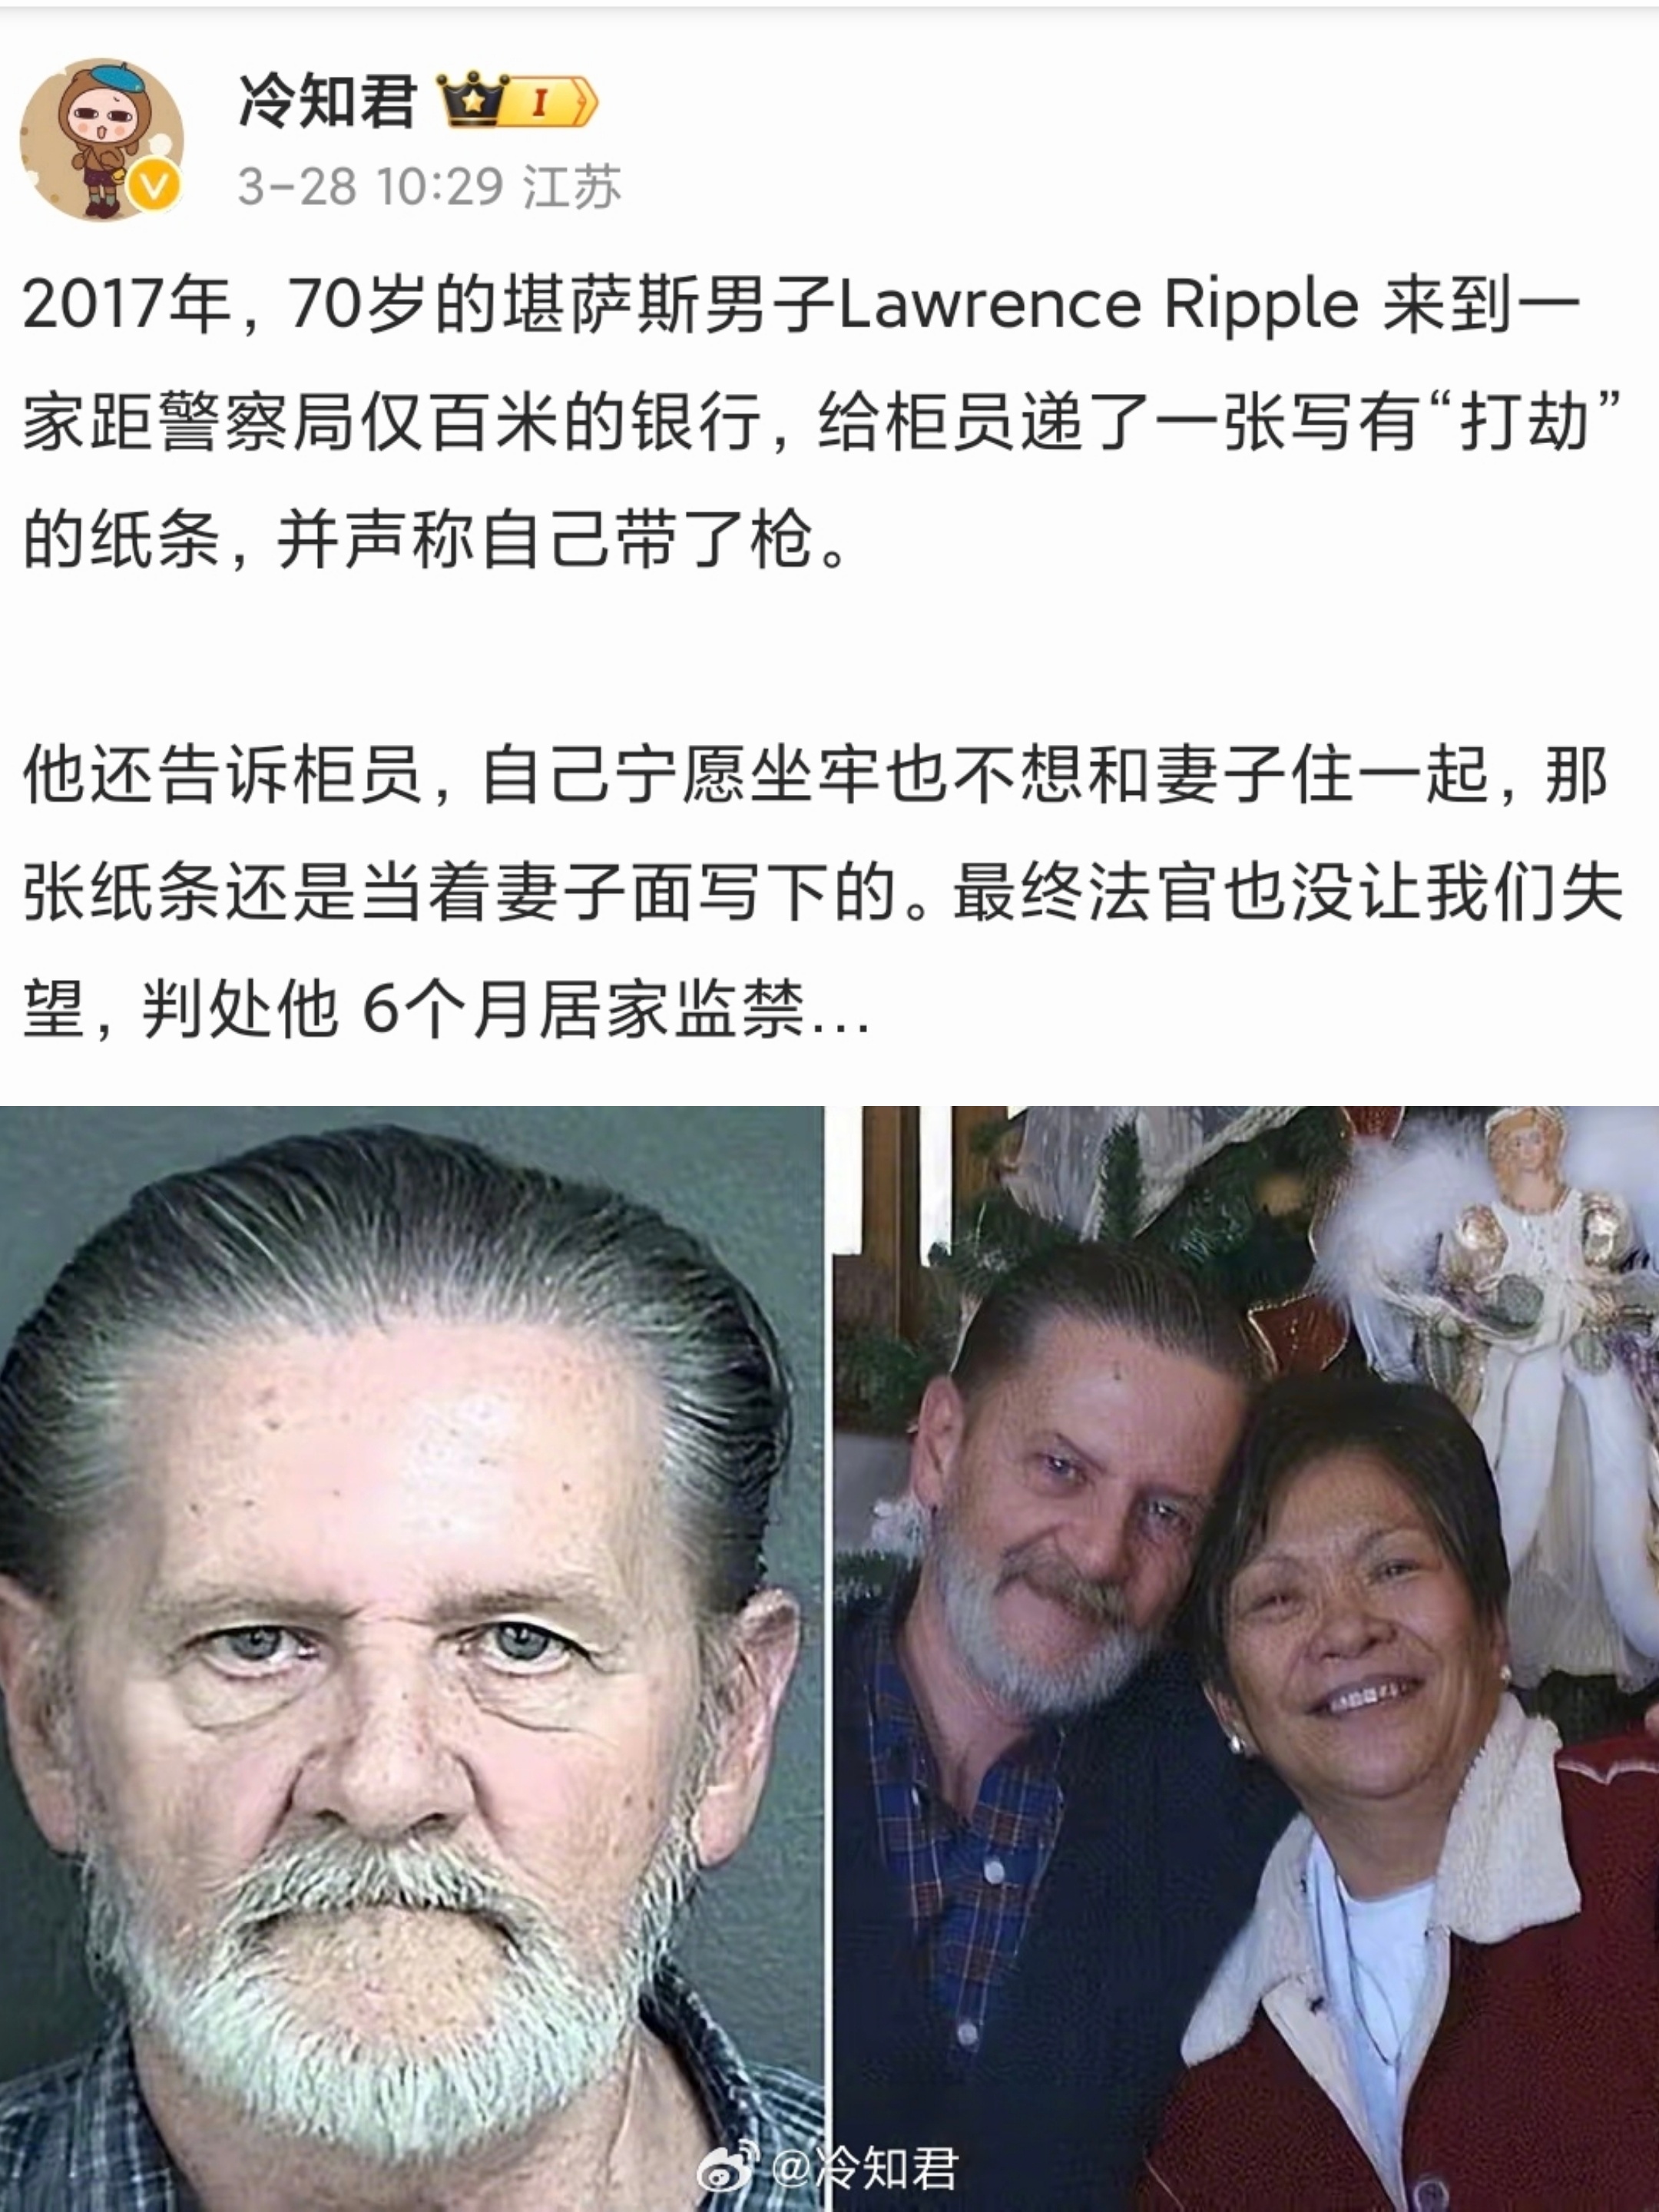 冷知君 I
3-28 10:29 江苏
2017年，70岁的堪萨斯男子Lawrence Ripple 来到一
家距警察局仅百米的银行，给柜员递了一张写有“打劫”
的纸条，并声称自己带了枪。
他还告诉柜员，自己宁愿坐牢也不想和妻子住一起，那
张纸条还是当着妻子面写下的。最终法官也没让我们失
望，判处他 6个月居家监禁...
@冷知君